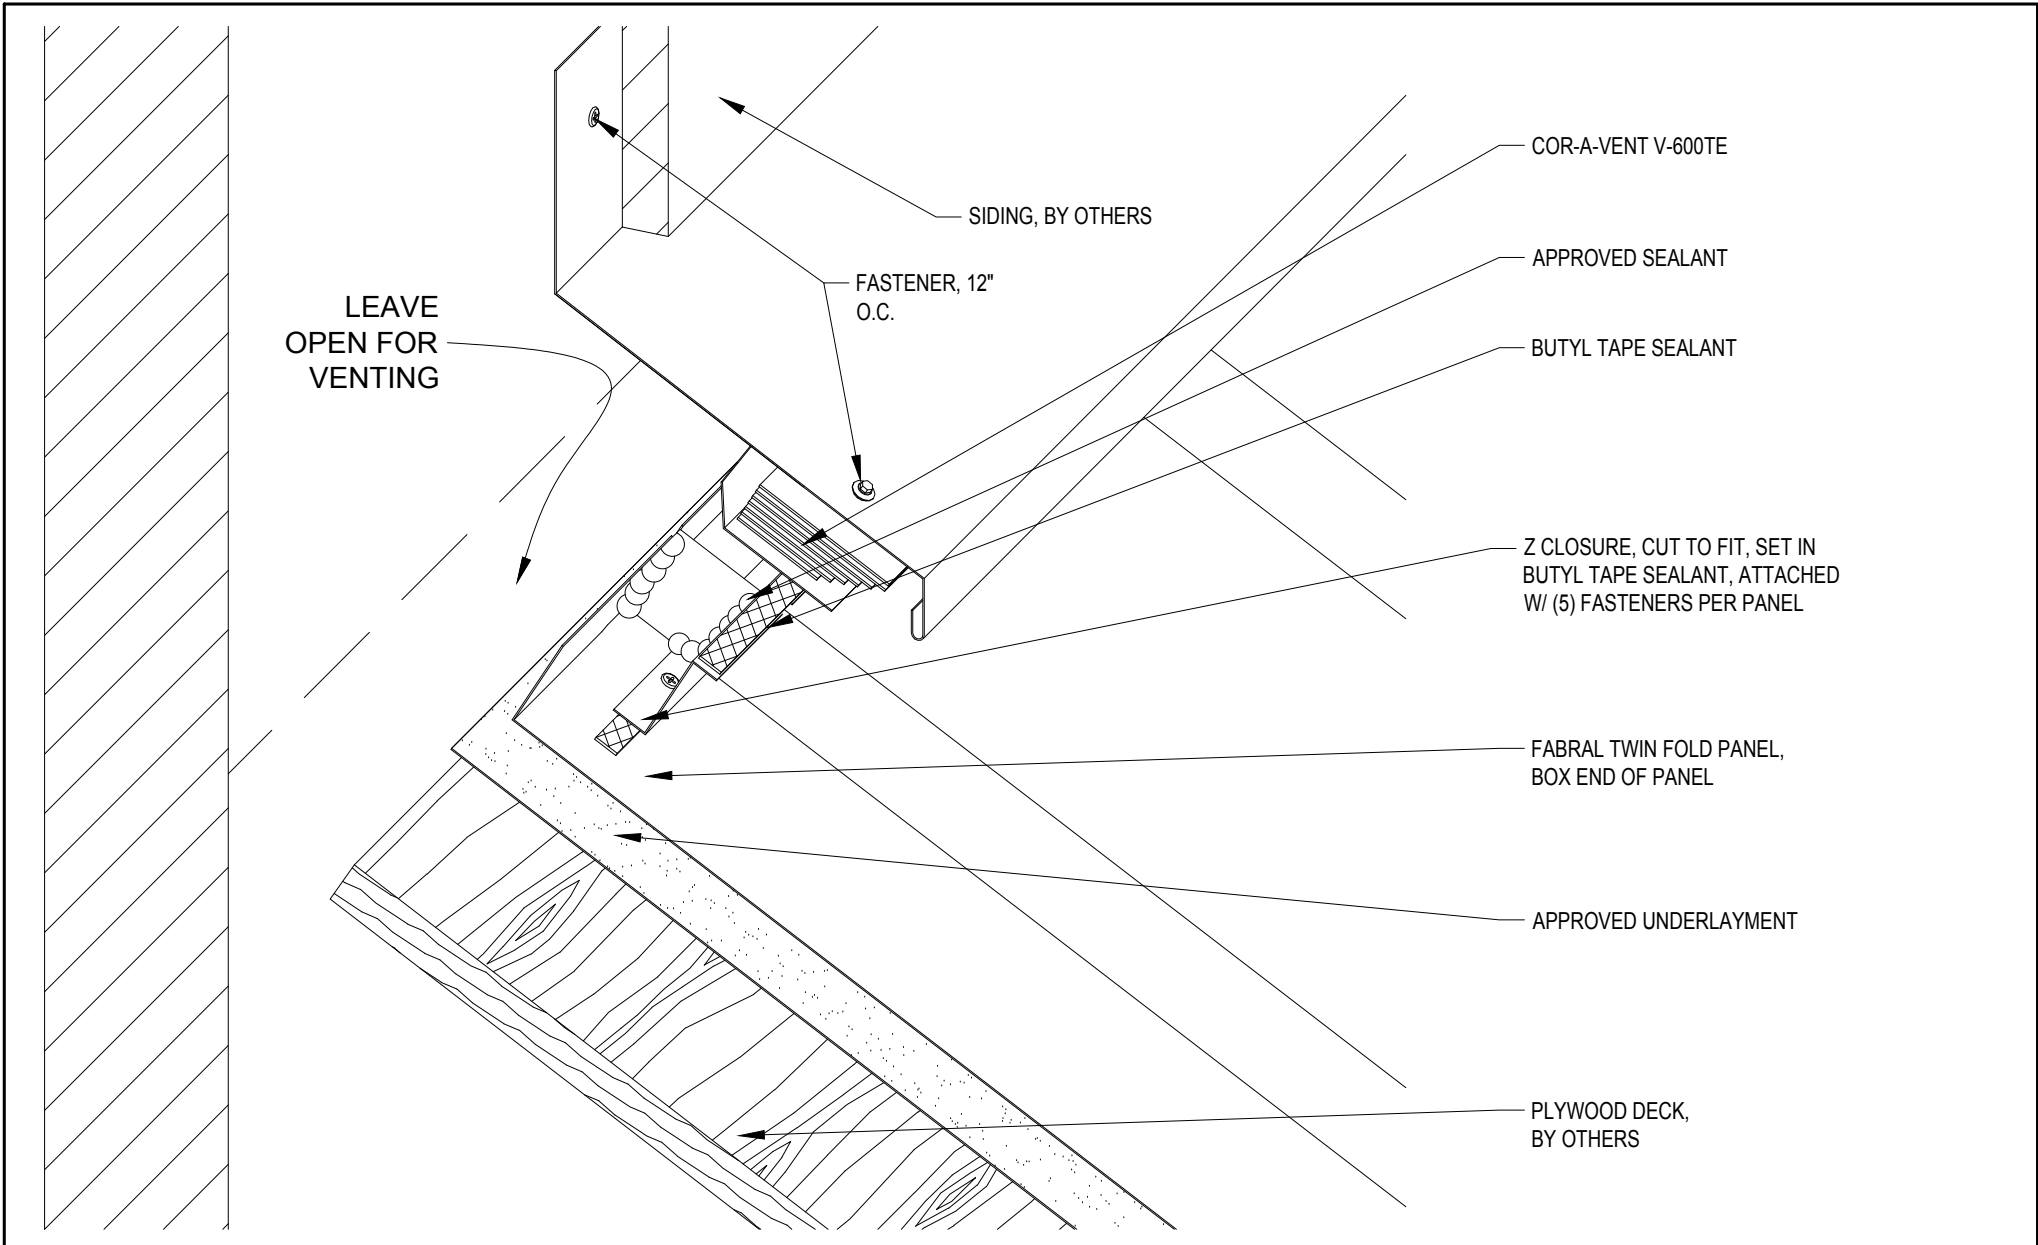 COR-A-VENT V-600TE
SIDING, BY OTHERS
APPROVED SEALANT
FASTENER, 12"
O.C.
LEAVE
OPEN FOR
VENTING
BUTYL TAPE SEALANT
Z CLOSURE, CUT TO FIT, SET IN
BUTYL TAPE SEALANT, ATTACHED
W/ (5) FASTENERS PER PANEL
FABRAL TWIN FOLD PANEL,
BOX END OF PANEL
APPROVED UNDERLAYMENT
PLYWOOD DECK,
BY OTHERS